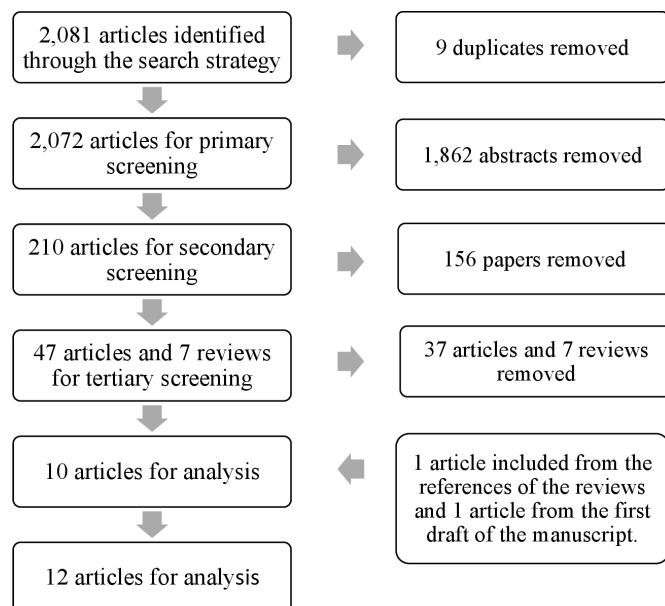 2,081 articles identified
through the search strategy
9 duplicates removed
2,072 articles for primary
screening
1,862 abstracts removed
210 articles for secondary
screening
156 papers removed
47 articles and 7 reviews
for tertiary screening
37 articles and 7 reviews
removed
10 articles for analysis
1 article included from the
references of the reviews
and 1 article from the first
draft of the manuscript.
12 articles for analysis